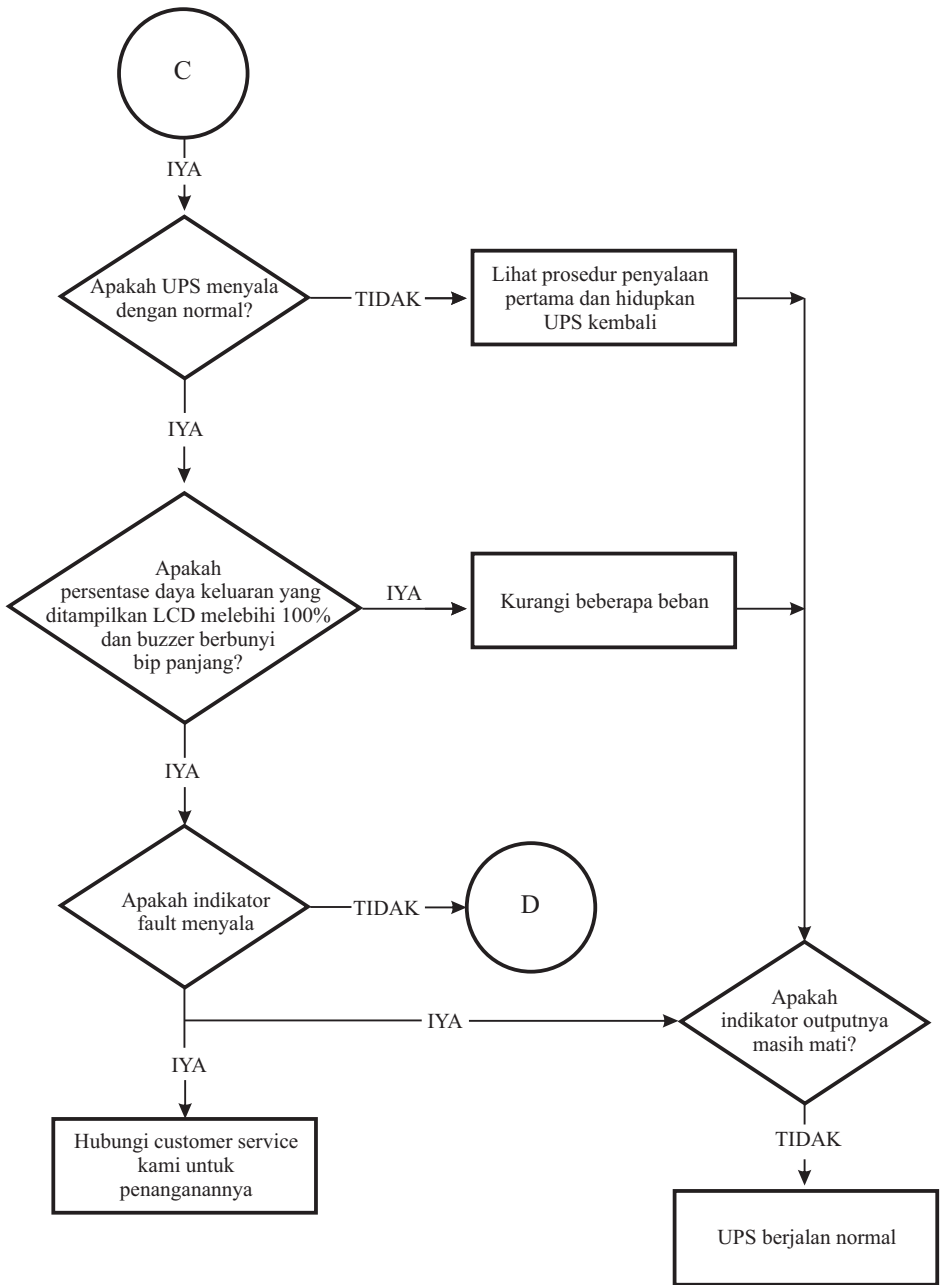 C
IYA
Apakah UPS menyala
dengan normal?
TIDAK
Lihat prosedur penyalaan
pertama dan hidupkan
UPS kembali
IYA
Apakah
persentase daya keluaran yang
ditampilkan LCD melebihi 100%
dan buzzer berbunyi
bip panjang?
IYA
Kurangi beberapa beban
IYA
Apakah indikator
fault menyala
TIDAK
D
IYA
Apakah
indikator outputnya
masih mati?
IYA
Hubungi customer service
kami untuk
penanganannya
TIDAK
UPS berjalan normal